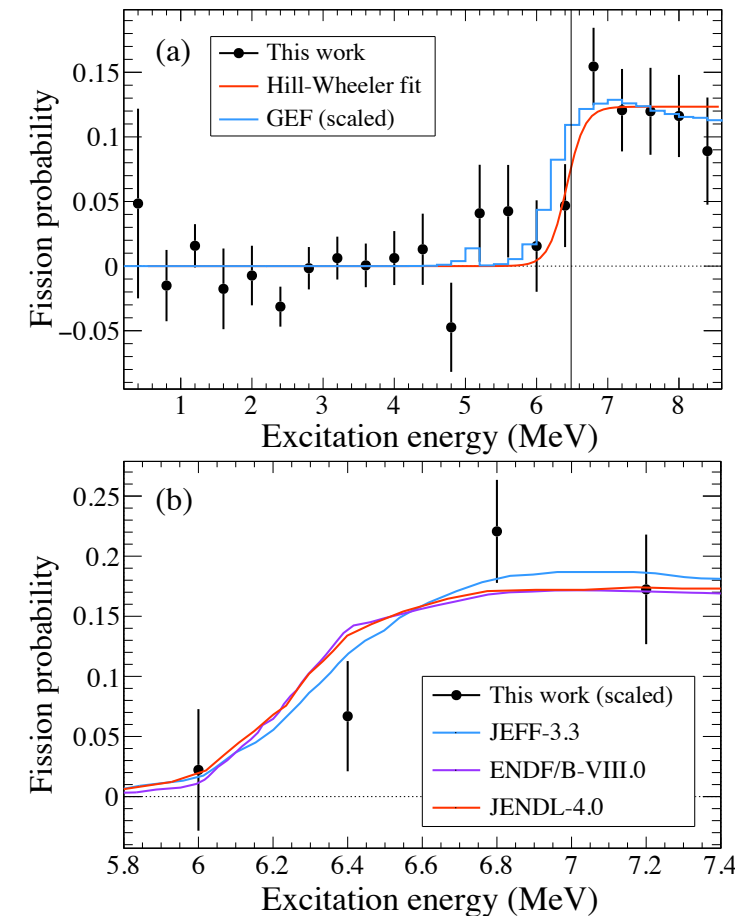 (a)
This work
Hill-Wheeler fit
GEF (scaled)
Fission probability
0.15
0.1
0.05
0
−0.05
1 2 3 4 5 6 7 8
Excitation energy (MeV)
(b)
Fission probability
0.25
0.2
0.15
0.1
0.05
0
This work (scaled)
JEFF-3.3
ENDF/B-VIII.0
JENDL-4.0
5.8 6 6.2 6.4 6.6 6.8 7 7.2 7.4
Excitation energy (MeV)